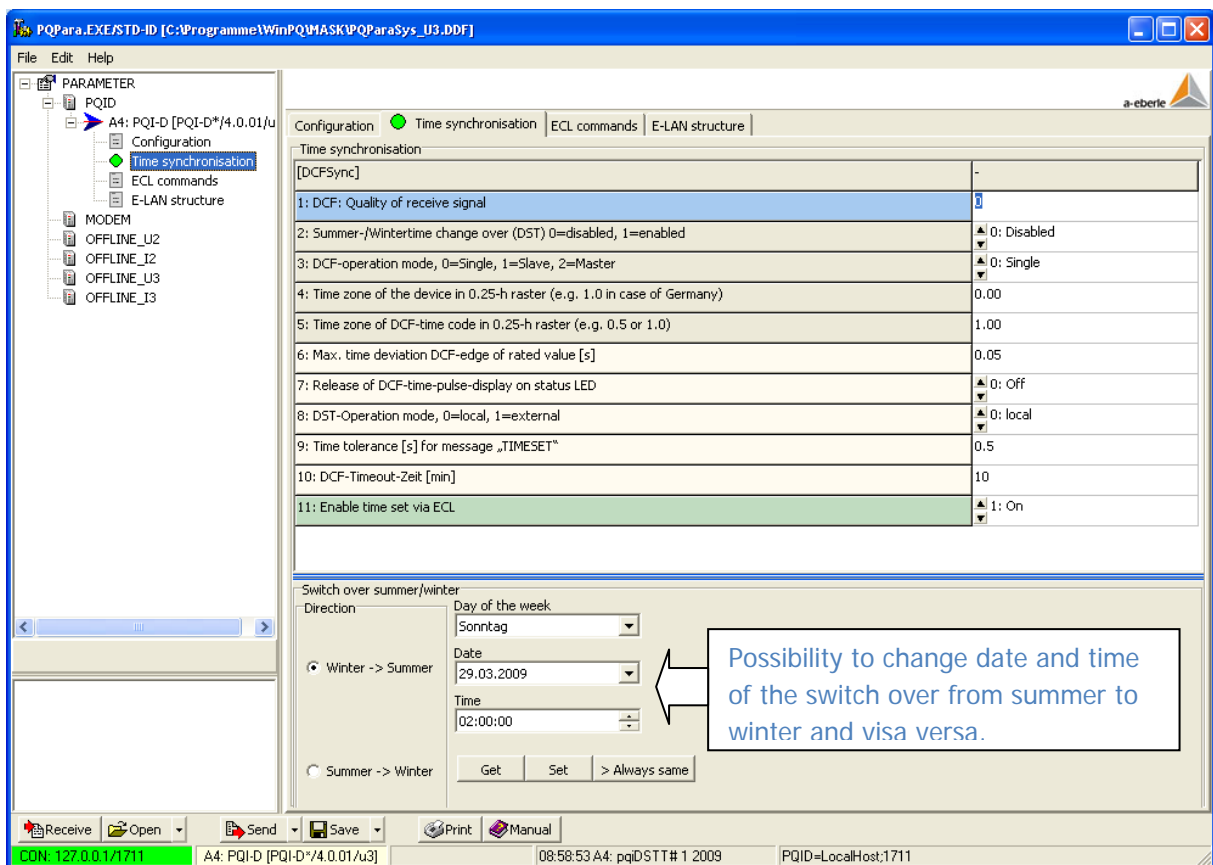 PQPara.EXE/STD-ID [C:\Programme\WinPQ\MASK\PQParaSys_U3.DDF]
File Edit Help
PARAMETER
PQID
A4: PQI-D [PQI-D*/4.0.01/u
Configuration
Time synchronisation
ECL commands
E-LAN structure
MODEM
OFFLINE_U2
OFFLINE_I2
OFFLINE_U3
OFFLINE_I3
a-eberle
Configuration Time synchronisation ECL commands E-LAN structure
Time synchronisation
[DCFSync] -
1: DCF: Quality of receive signal 0
2: Summer-/Wintertime change over (DST) 0=disabled, 1=enabled 0: Disabled
3: DCF-operation mode, 0=Single, 1=Slave, 2=Master 0: Single
4: Time zone of the device in 0.25-h raster (e.g. 1.0 in case of Germany) 0.00
5: Time zone of DCF-time code in 0.25-h raster (e.g. 0.5 or 1.0) 1.00
6: Max. time deviation DCF-edge of rated value [s] 0.05
7: Release of DCF-time-pulse-display on status LED 0: Off
8: DST-Operation mode, 0=local, 1=external 0: local
9: Time tolerance [s] for message „TIMESET“ 0.5
10: DCF-Timeout-Zeit [min] 10
11: Enable time set via ECL 1: On
Switch over summer/winter
Direction
Winter -> Summer
Summer -> Winter
Day of the week
Sonntag
Date
29.03.2009
Time
02:00:00
Get Set > Always same
Possibility to change date and time
of the switch over from summer to
winter and visa versa.
Receive Open Send Save Print Manual
CON: 127.0.0.1/1711 A4: PQI-D [PQI-D*/4.0.01/u3] 08:58:53 A4: pqiDSTT# 1 2009 PQID=LocalHost;1711